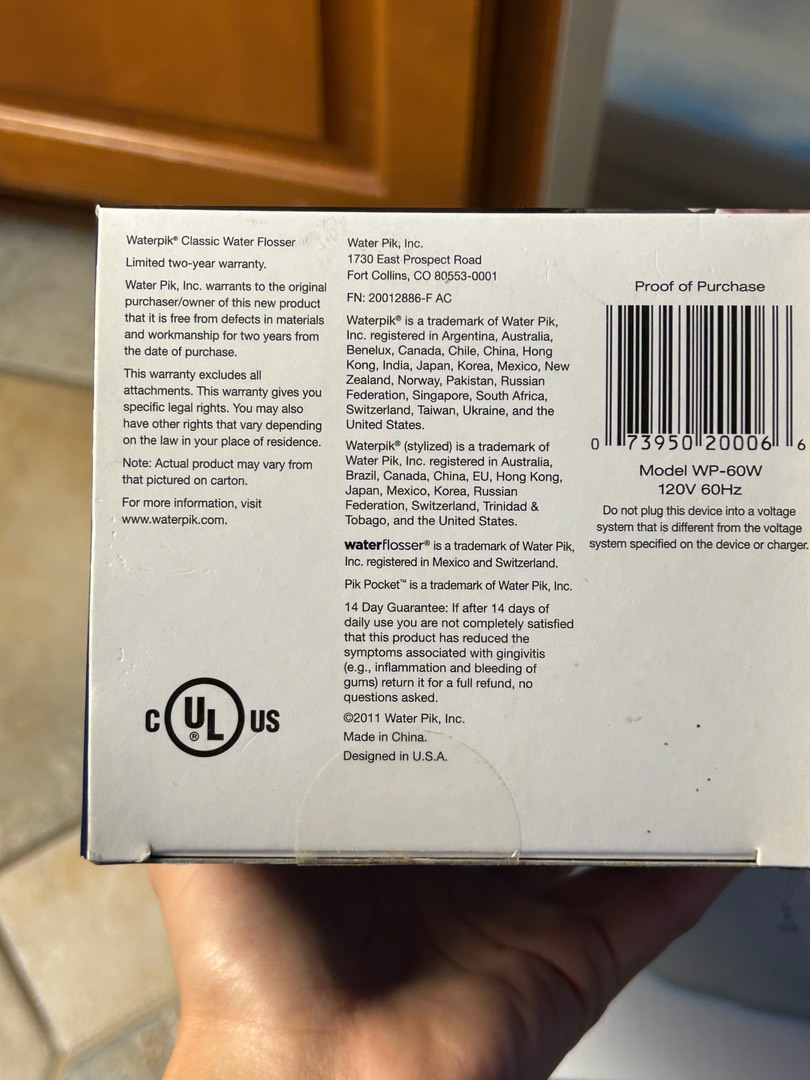 Waterpik® Classic Water Flosser
Limited two-year warranty.
Water Pik, Inc. warrants to the original
purchaser/owner of this new product
that it is free from defects in materials
and workmanship for two years from
the date of purchase.
This warranty excludes all
attachments. This warranty gives you
specific legal rights. You may also
have other rights that vary depending
on the law in your place of residence.
Note: Actual product may vary from
that pictured on carton.
For more information, visit
www.waterpik.com.
C UL® US
Water Pik, Inc.
1730 East Prospect Road
Fort Collins, CO 80553-0001
FN: 20012886-F AC
Waterpik® is a trademark of Water Pik,
Inc. registered in Argentina, Australia,
Benelux, Canada, Chile, China, Hong
Kong, India, Japan, Korea, Mexico, New
Zealand, Norway, Pakistan, Russian
Federation, Singapore, South Africa,
Switzerland, Taiwan, Ukraine, and the
United States.
Waterpik® (stylized) is a trademark of
Water Pik, Inc. registered in Australia,
Brazil, Canada, China, EU, Hong Kong,
Japan, Mexico, Korea, Russian
Federation, Switzerland, Trinidad &
Tobago, and the United States.
waterflosser® is a trademark of Water Pik,
Inc. registered in Mexico and Switzerland.
Pik Pocket™ is a trademark of Water Pik, Inc.
14 Day Guarantee: If after 14 days of
daily use you are not completely satisfied
that this product has reduced the
symptoms associated with gingivitis
(e.g., inflammation and bleeding of
gums) return it for a full refund, no
questions asked.
©2011 Water Pik, Inc.
Made in China.
Designed in U.S.A.
Proof of Purchase
0 73950 20006 6
Model WP-60W
120V 60Hz
Do not plug this device into a voltage
system that is different from the voltage
system specified on the device or charger.